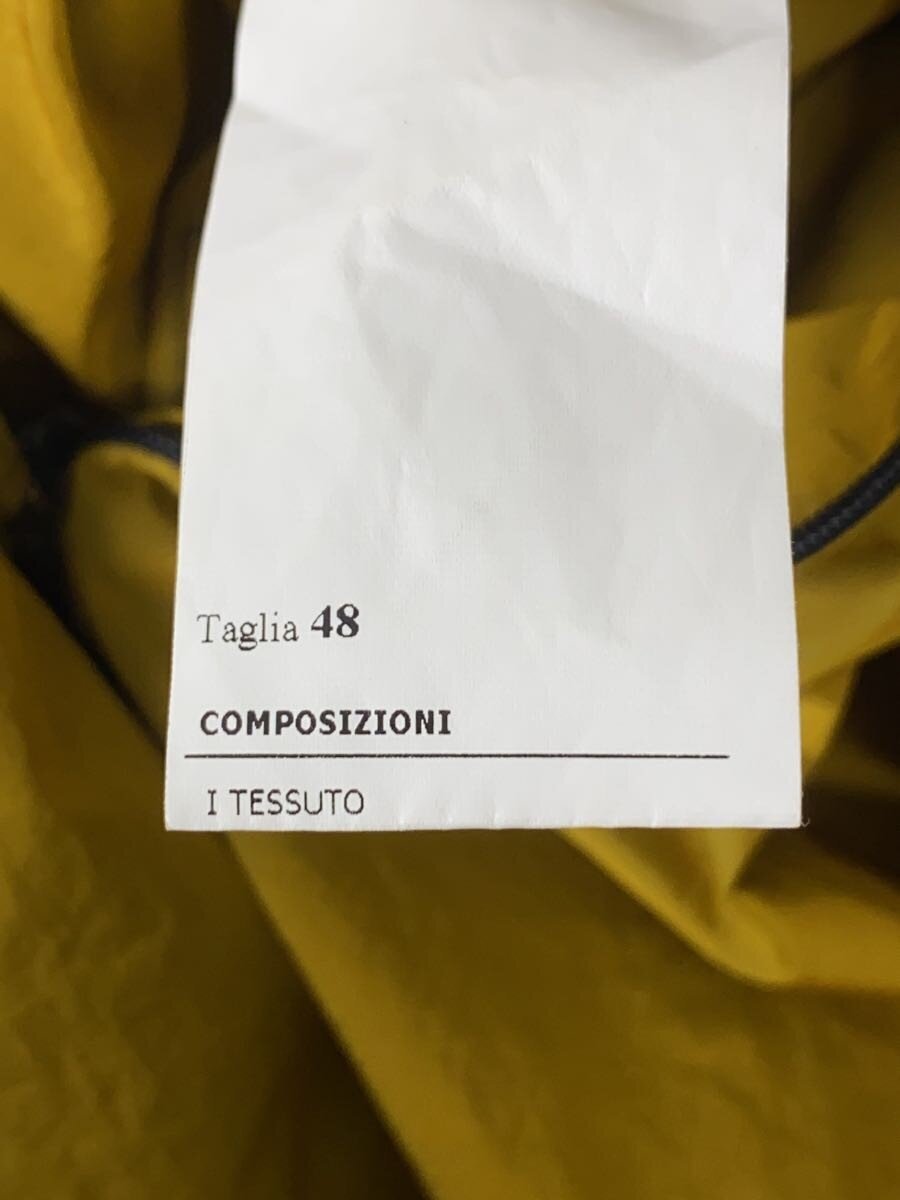 Taglia 48
COMPOSIZIONI
I TESSUTO